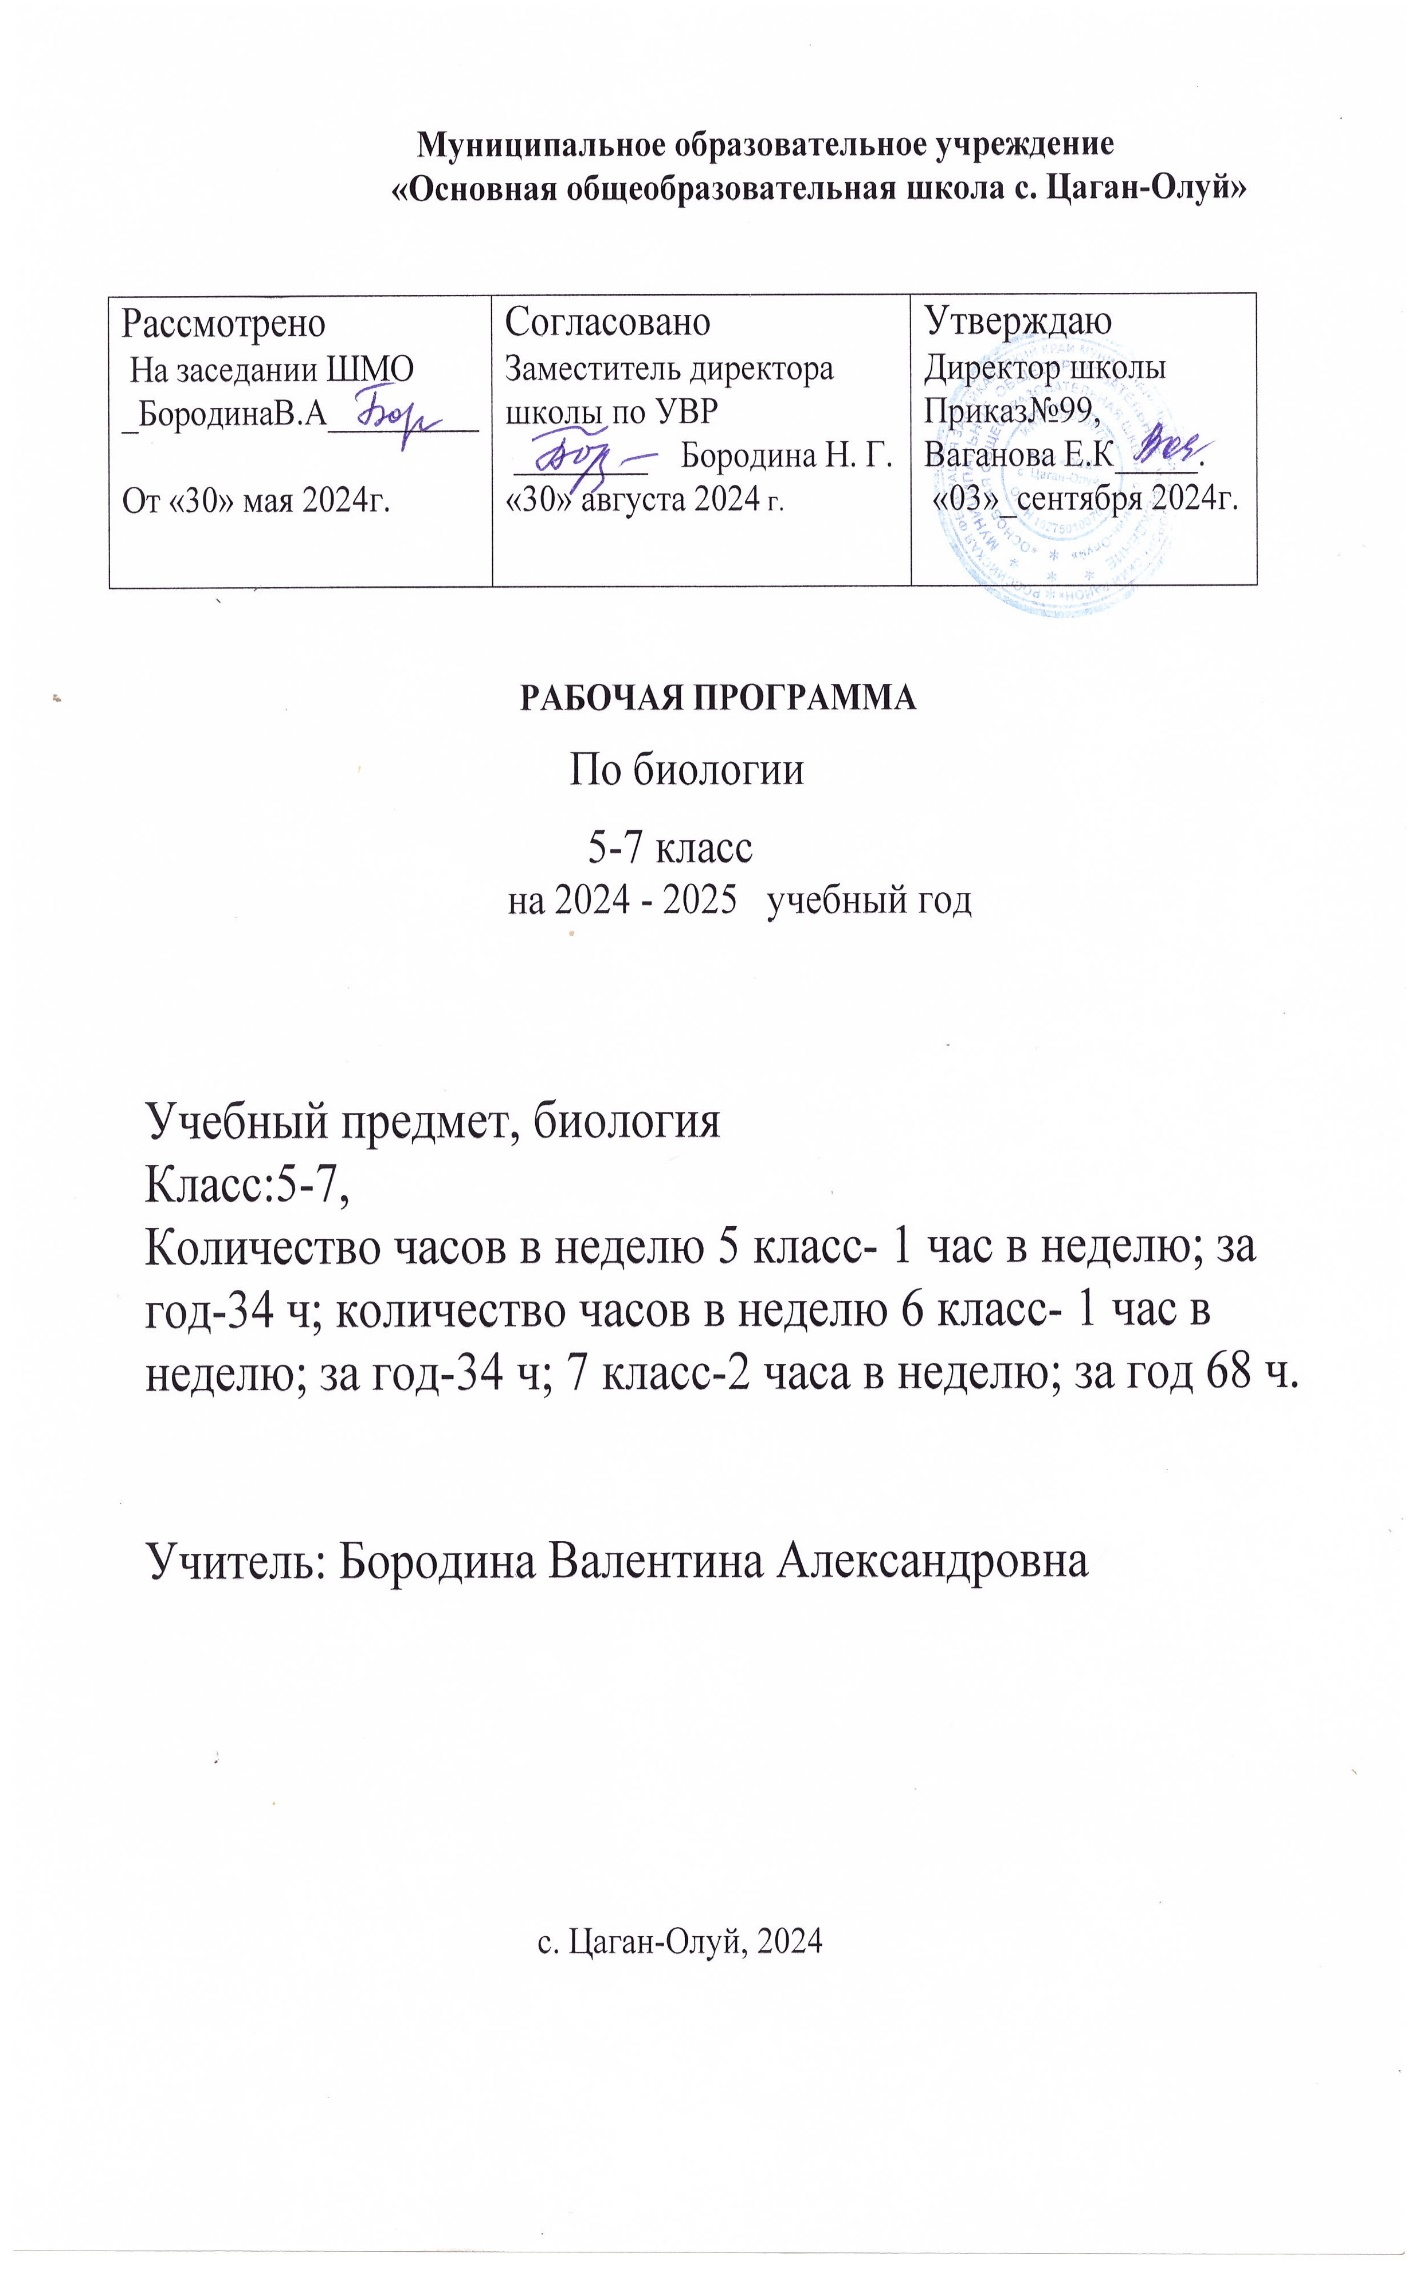 Муниципальное образовательное учреждение
«Основная общеобразовательная школа с. Цаган-Олуй»
Рассмотрено
На заседании ШМО
_БородинаВ.А_________ Бор
От «30» мая 2024г.
Согласовано
Заместитель директора
школы по УВР
________ Бородина Н. Г.
«30» августа 2024 г.
Утверждаю
Директор школы
Приказ№99,
Ваганова Е.К_____.
«03»_сентября 2024г.
РАБОЧАЯ ПРОГРАММА
По биологии
5-7 класс
на 2024 - 2025 учебный год
Учебный предмет, биология
Класс:5-7,
Количество часов в неделю 5 класс- 1 час в неделю; за
год-34 ч; количество часов в неделю 6 класс- 1 час в
неделю; за год-34 ч; 7 класс-2 часа в неделю; за год 68 ч.
Учитель: Бородина Валентина Александровна
с. Цаган-Олуй, 2024